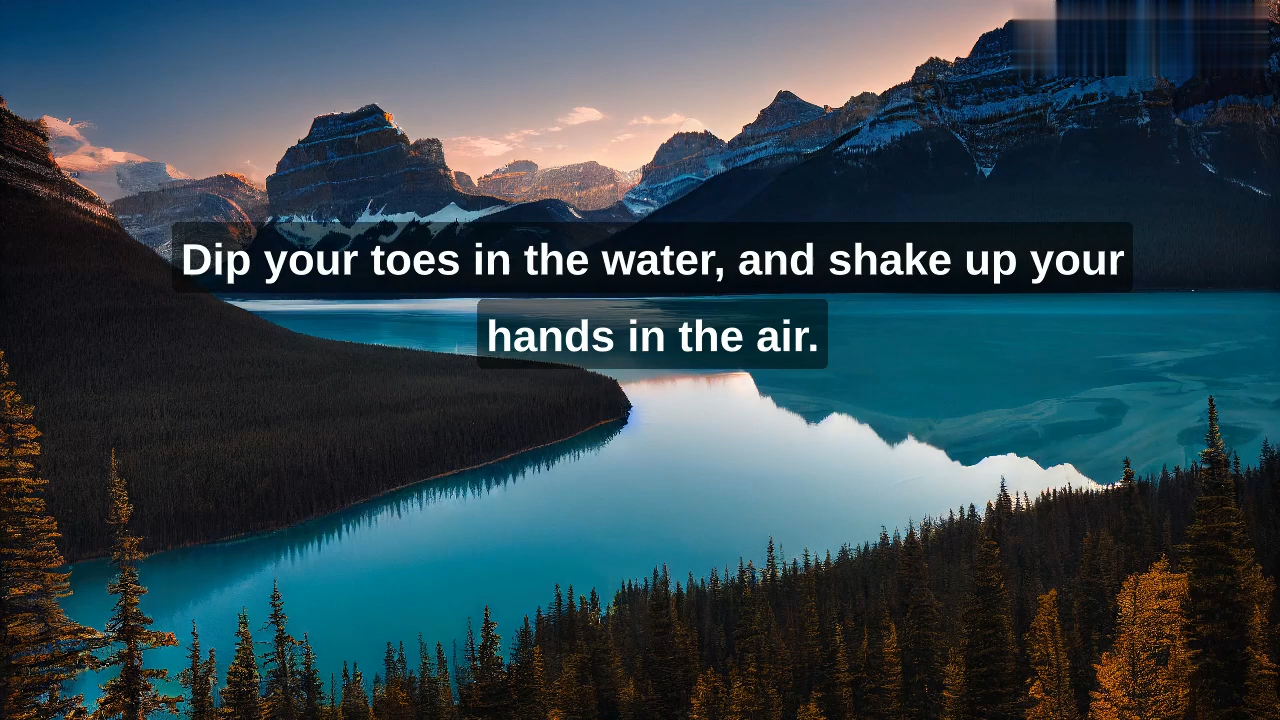 Dip your toes in the water, and shake up your
hands in the air.